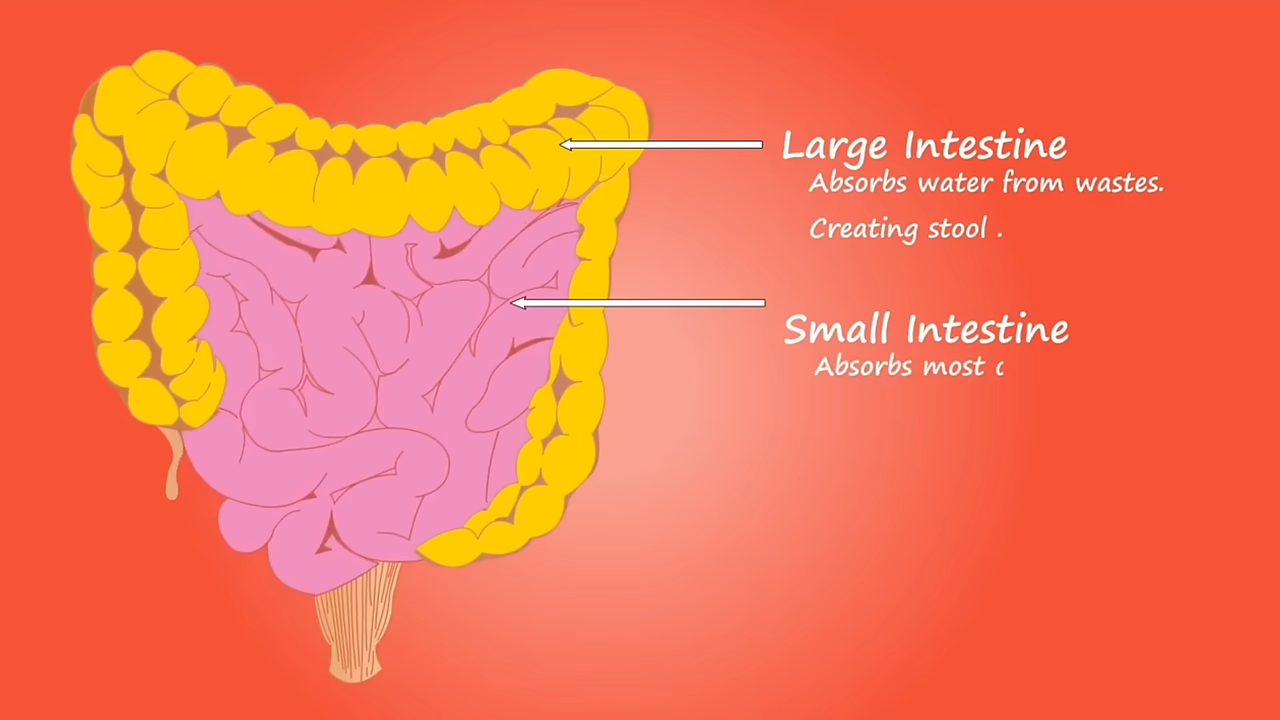 Large Intestine
Absorbs water from wastes.
Creating stool .
Small Intestine
Absorbs most